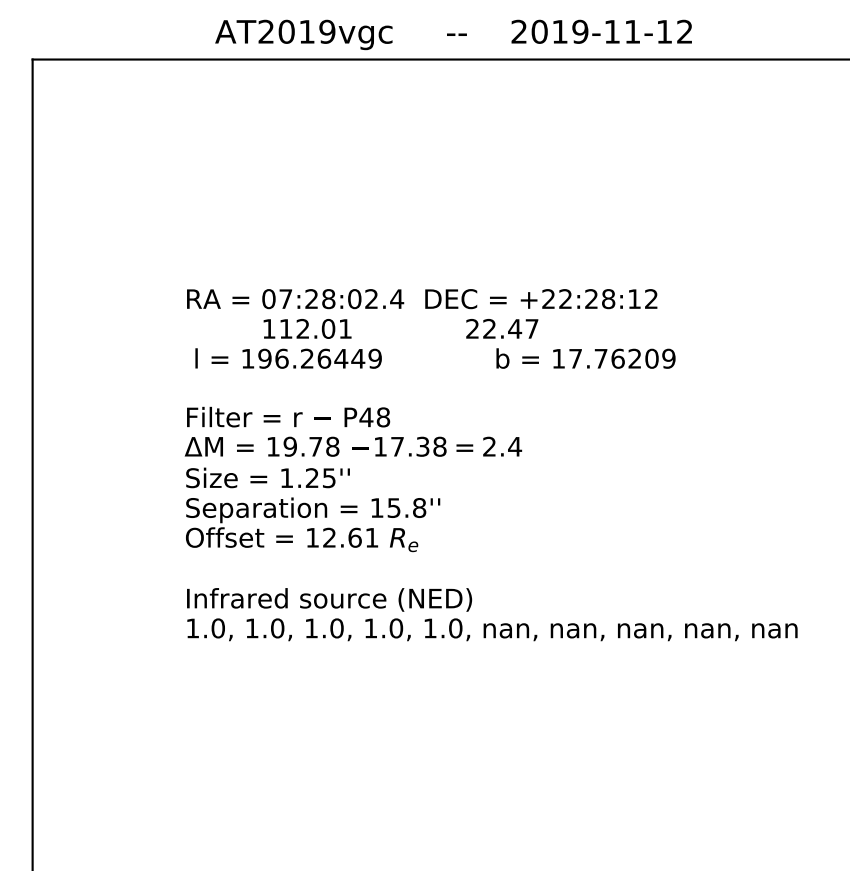 AT2019vgc -- 2019-11-12
RA = 07:28:02.4 DEC = +22:28:12
112.01 22.47
l = 196.26449 b = 17.76209
Filter = r − P48
ΔM = 19.78 −17.38 = 2.4
Size = 1.25''
Separation = 15.8''
Offset = 12.61 Re
Infrared source (NED)
1.0, 1.0, 1.0, 1.0, 1.0, nan, nan, nan, nan, nan